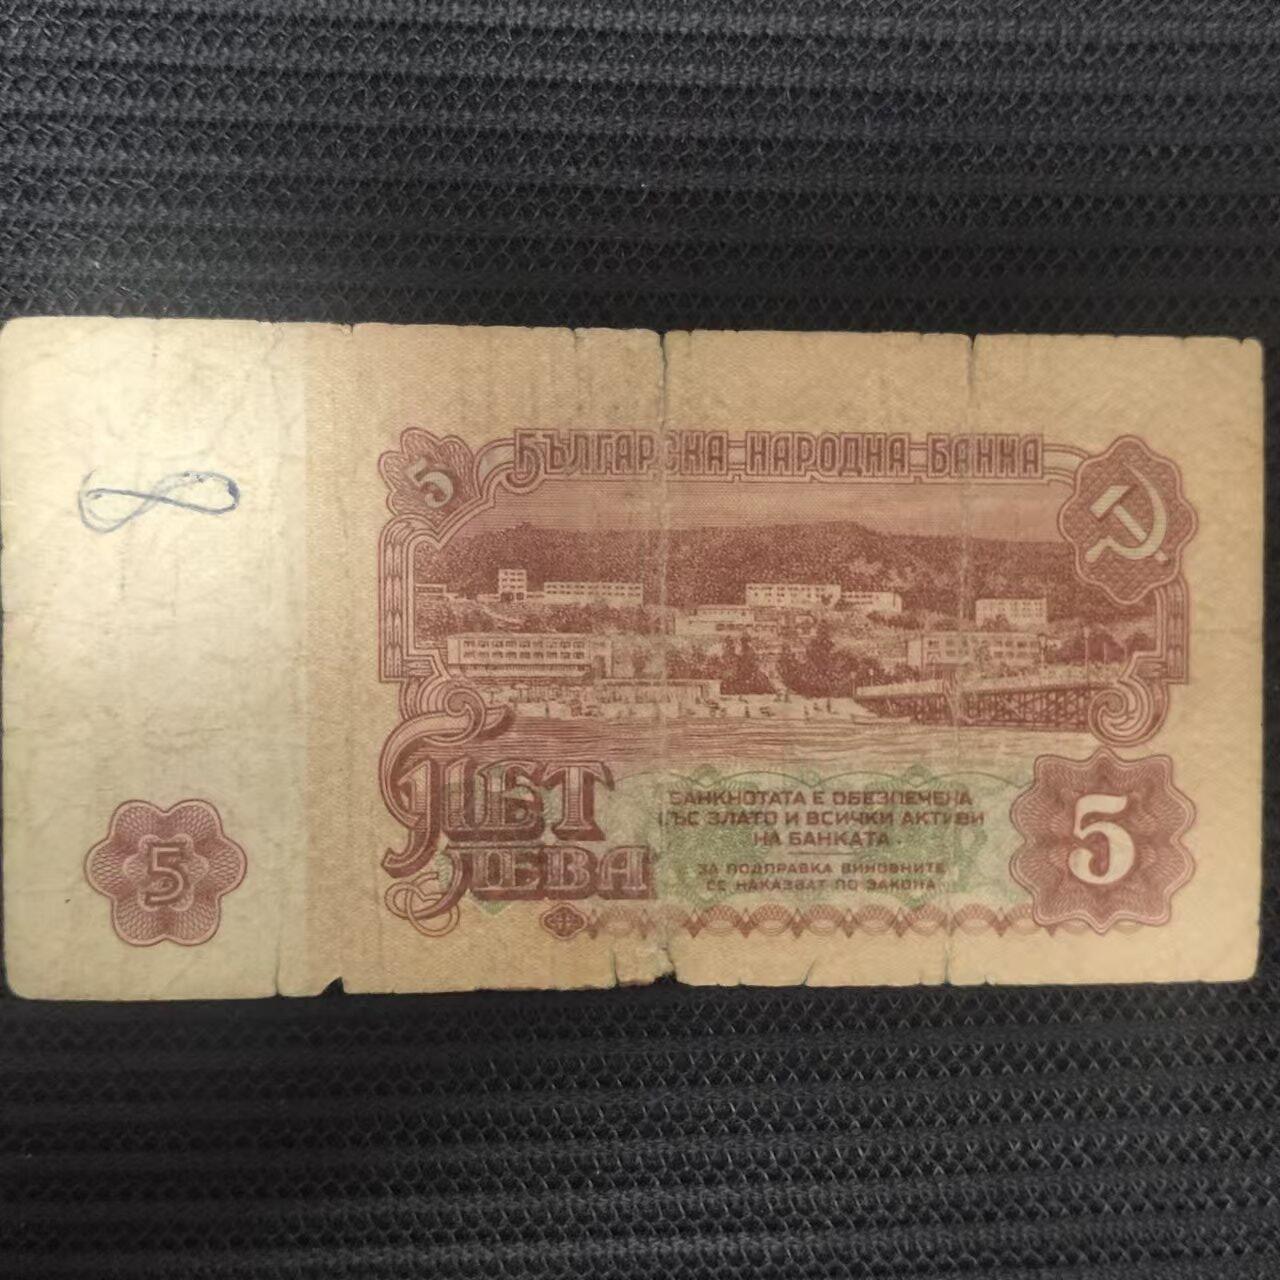 БЪЛГАРСКА НАРОДНА БАНКА
5
8
ПЕТ
ЛЕВА
БАНКНОТАТА Е ОБЕЗПЕЧЕНА
СЪС ЗЛАТО И ВСИЧКИ АКТИВИ
НА БАНКАТА.
ЗА ПОДПРАВКА ВИНОВНИТЕ
СЕ НАКАЗВАТ ПО ЗАКОНА
5
5